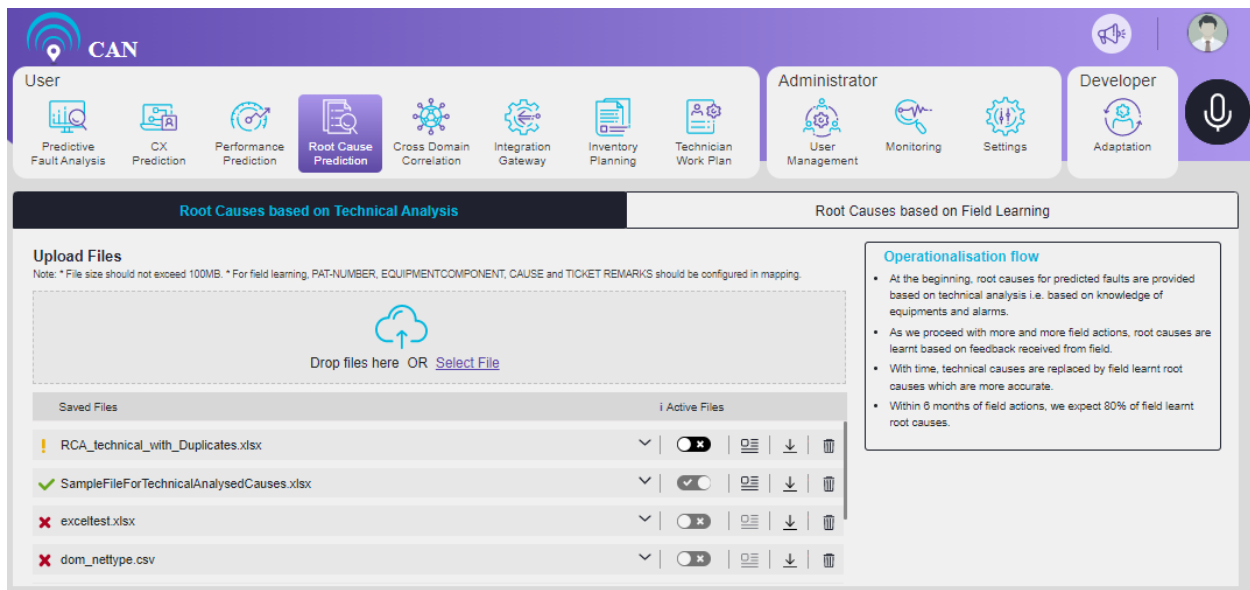 CAN
User
Administrator
Developer
Predictive
Fault Analysis
CX
Prediction
Performance
Prediction
Root Cause
Prediction
Cross Domain
Correlation
Integration
Gateway
Inventory
Planning
Technician
Work Plan
User
Management
Monitoring
Settings
Adaptation
Root Causes based on Technical Analysis
Root Causes based on Field Learning
Upload Files
Note: * File size should not exceed 100MB. * For field learning, PAT-NUMBER, EQUIPMENTCOMPONENT, CAUSE and TICKET REMARKS should be configured in mapping.
Drop files here OR Select File
Saved Files
i Active Files
RCA_technical_with_Duplicates.xlsx
SampleFileForTechnicalAnalysedCauses.xlsx
exceltest.xlsx
dom_nettype.csv
Operationalisation flow
• At the beginning, root causes for predicted faults are provided
based on technical analysis i.e. based on knowledge of
equipments and alarms.
• As we proceed with more and more field actions, root causes are
learnt based on feedback received from field.
• With time, technical causes are replaced by field learnt root
causes which are more accurate.
• Within 6 months of field actions, we expect 80% of field learnt
root causes.